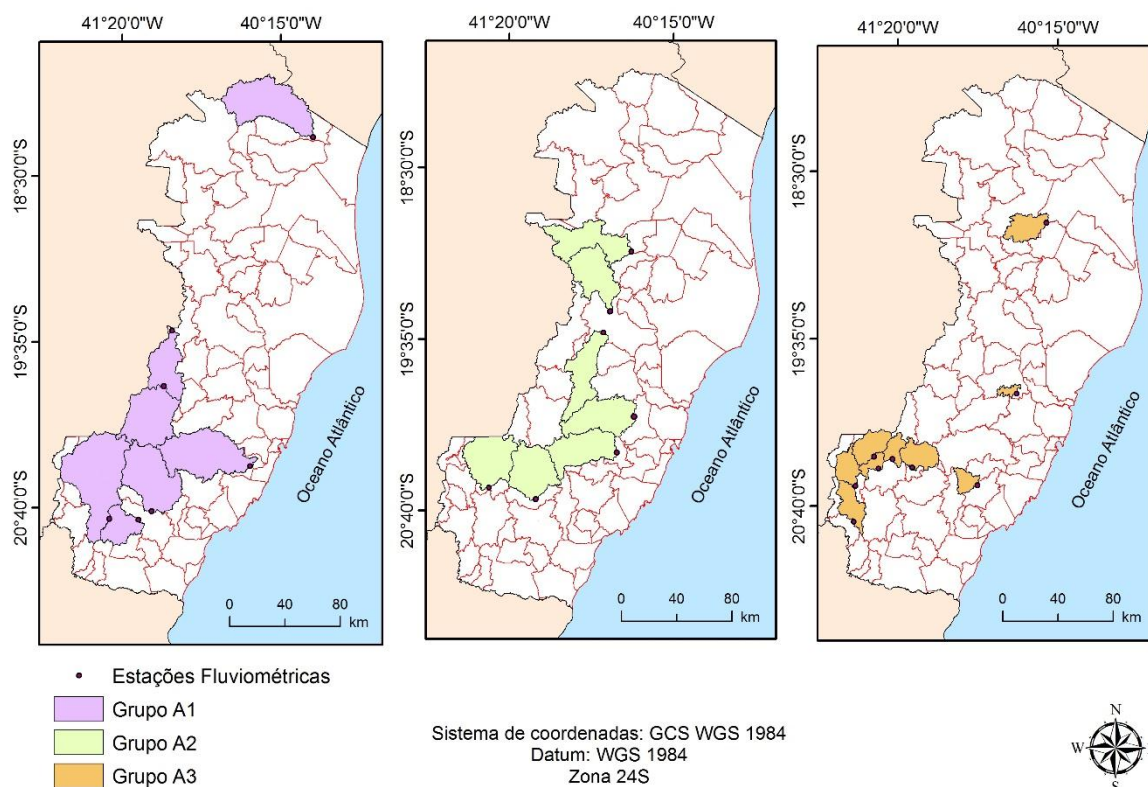 41°20'0"W 40°15'0"W
41°20'0"W 40°15'0"W
41°20'0"W 40°15'0"W
18°30'0"S
19°35'0"S
20°40'0"S
Oceano Atlântico
0 40 80
km
18°30'0"S
19°35'0"S
20°40'0"S
Oceano Atlântico
0 40 80
km
18°30'0"S
19°35'0"S
20°40'0"S
Oceano Atlântico
0 40 80
km
Estações Fluviométricas
Grupo A1
Grupo A2
Grupo A3
Sistema de coordenadas: GCS WGS 1984
Datum: WGS 1984
Zona 24S
N
W E
S